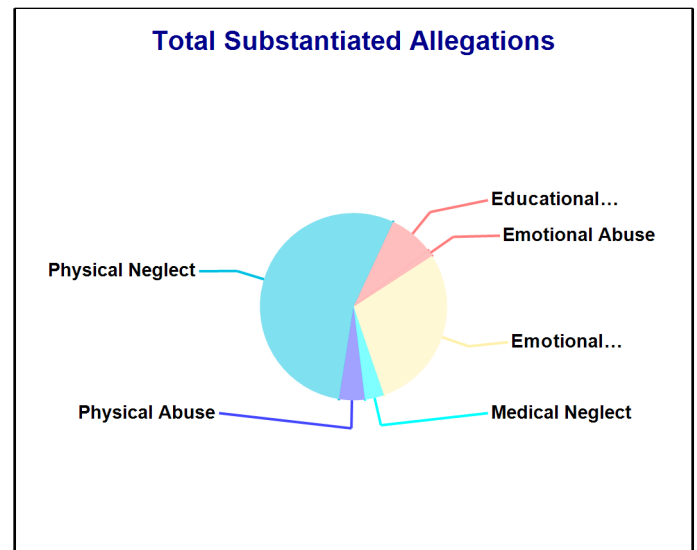 Total Substantiated Allegations
Educational…
Emotional Abuse
Physical Neglect
Emotional…
Physical Abuse
Medical Neglect